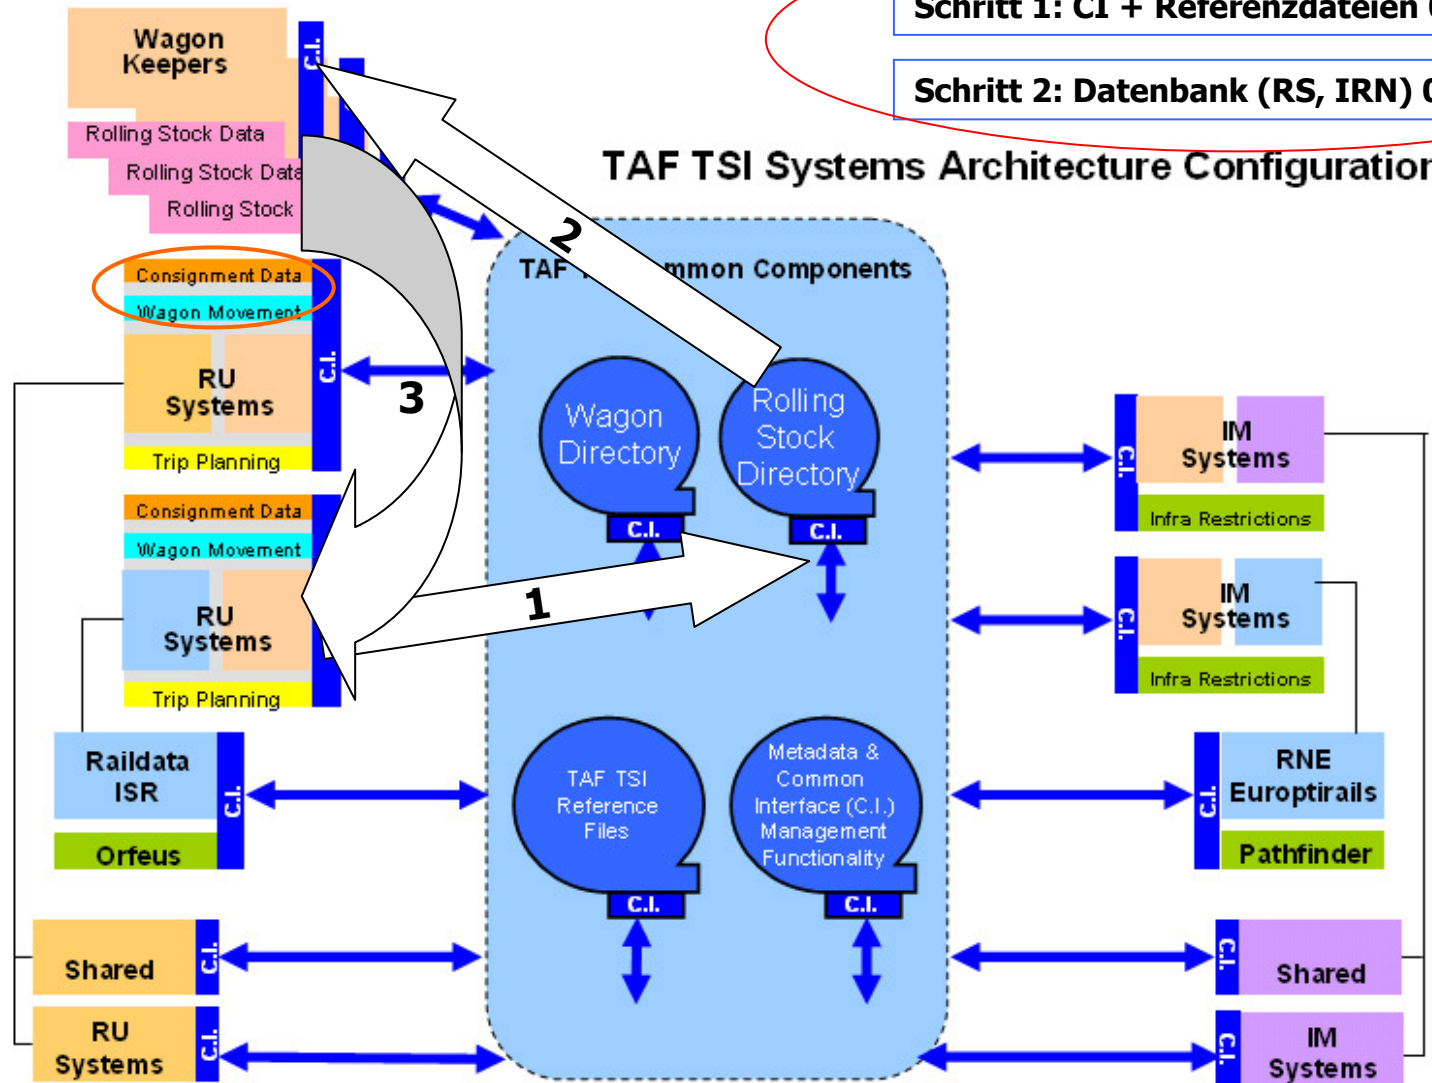 Schritt 1: CI + Referenzdateien
Schritt 2: Datenbank (RS, IRN)
TAF TSI Systems Architecture Configuration
Wagon
Keepers
C.I.
Rolling Stock Data
Rolling Stock Data
Rolling Stock
2
TAF Common Components
Consignment Data
Wagon Movement
C.I.
RU
Systems
Trip Planning
3
Wagon
Directory
C.I.
Rolling
Stock
Directory
C.I.
Consignment Data
Wagon Movement
RU
Systems
Trip Planning
1
C.I.
IM
Systems
Infra Restrictions
C.I.
IM
Systems
Infra Restrictions
Raildata
ISR
Orfeus
C.I.
TAF TSI
Reference
Files
C.I.
Metadata &
Common
Interface (C.I.)
Management
Functionality
C.I.
C.I.
RNE
Europtirails
Pathfinder
Shared
C.I.
RU
Systems
C.I.
C.I.
Shared
C.I.
IM
Systems